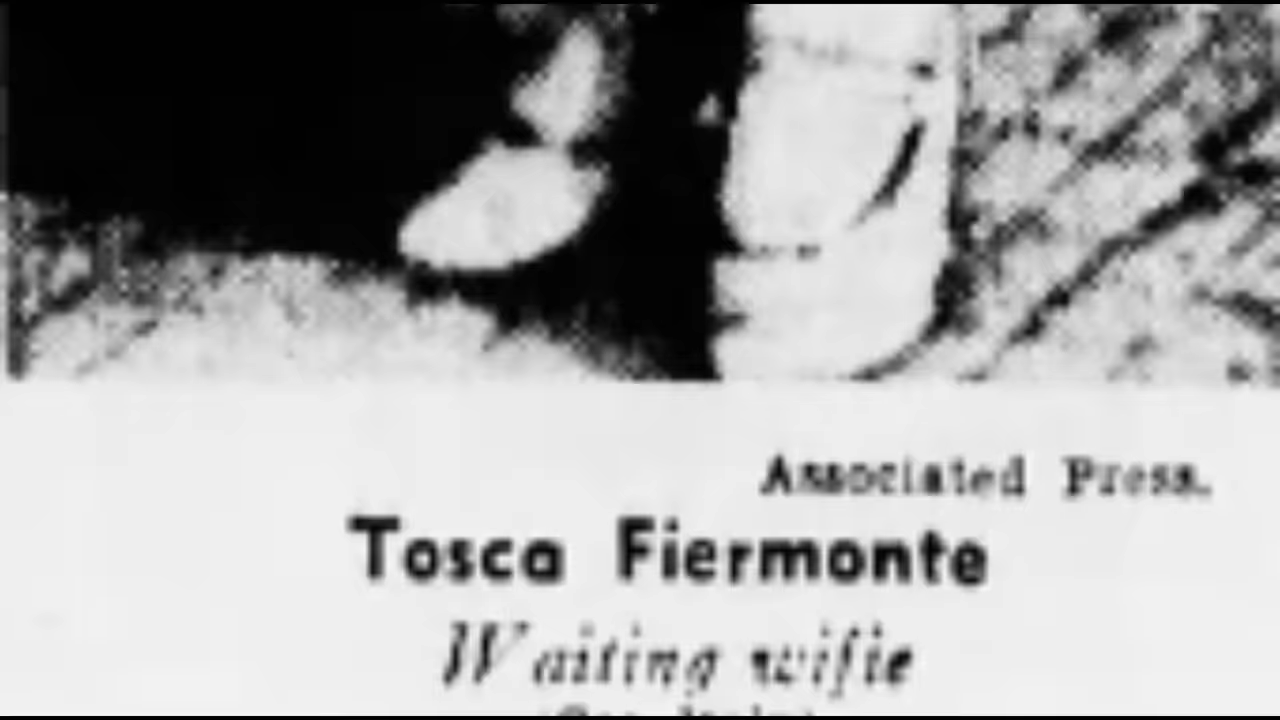 Associated Press.
Tosca Fiermonte
Waiting wifie